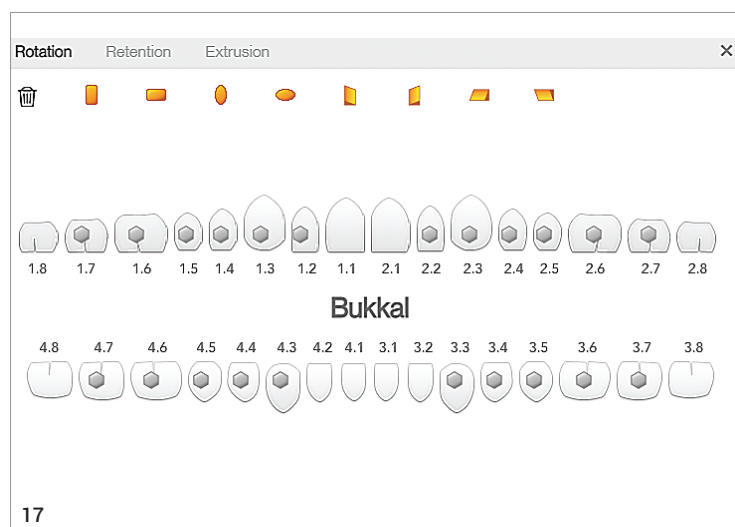 Rotation Retention Extrusion ×
1.8 1.7 1.6 1.5 1.4 1.3 1.2 1.1 2.1 2.2 2.3 2.4 2.5 2.6 2.7 2.8
Bukkal
4.8 4.7 4.6 4.5 4.4 4.3 4.2 4.1 3.1 3.2 3.3 3.4 3.5 3.6 3.7 3.8
17